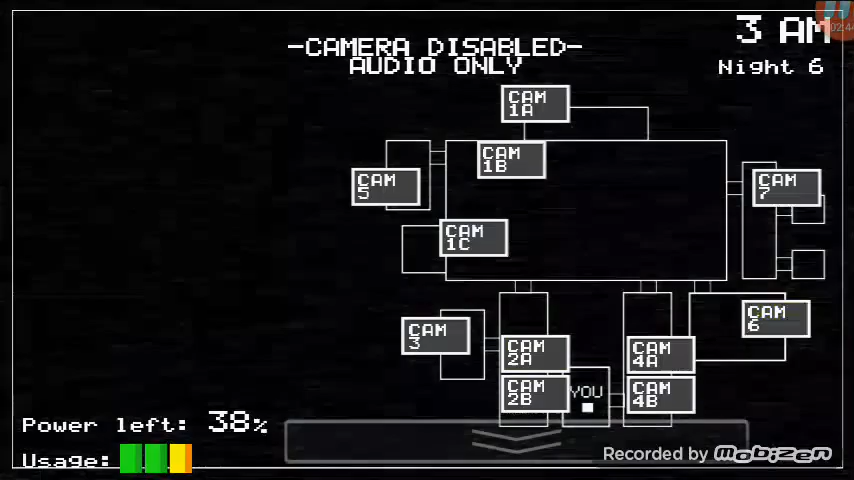 3 AM
02:44
-CAMERA DISABLED-
AUDIO ONLY
Night 6
CAM
1A
CAM
1B
CAM
5
CAM
7
CAM
1C
CAM
3
CAM
6
CAM
2A
CAM
4A
CAM
2B
YOU
CAM
4B
Power left: 38%
Usage:
Recorded by Mobizen